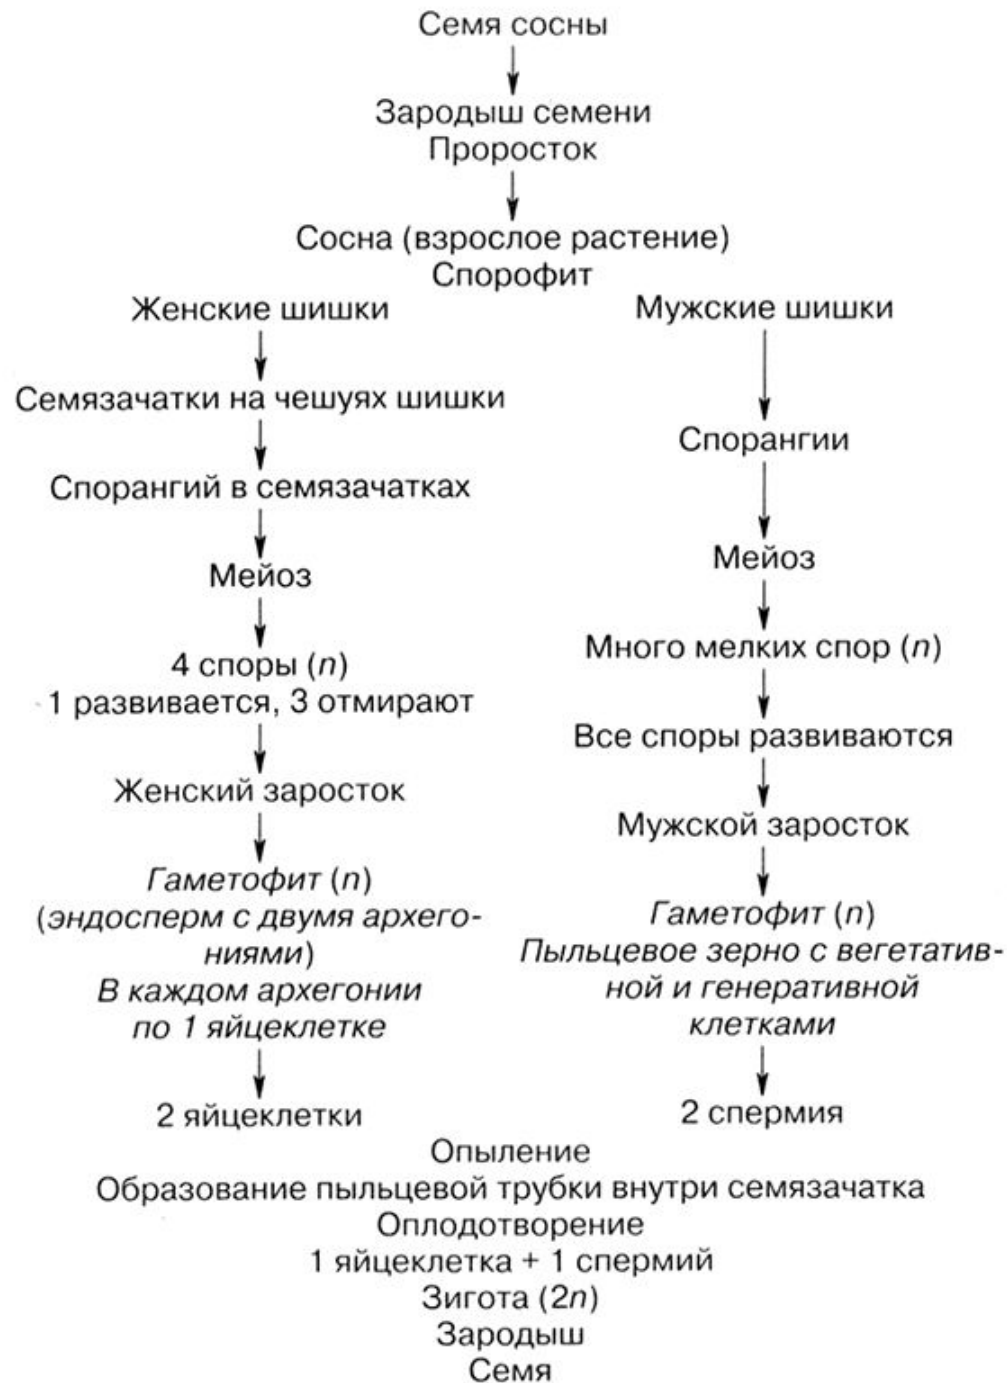 Семя сосны
Зародыш семени
Проросток
Сосна (взрослое растение)
Спорофит
Женские шишки
Семязачатки на чешуях шишки
Спорангий в семязачатках
Мейоз
4 споры (n)
1 развивается, 3 отмирают
Женский заросток
Гаметофит (n)
(эндосперм с двумя архего-
ниями)
В каждом архегонии
по 1 яйцеклетке
2 яйцеклетки
Мужские шишки
Спорангии
Мейоз
Много мелких спор (n)
Все споры развиваются
Мужской заросток
Гаметофит (n)
Пыльцевое зерно с вегетатив-
ной и генеративной
клетками
2 спермия
Опыление
Образование пыльцевой трубки внутри семязачатка
Оплодотворение
1 яйцеклетка + 1 спермий
Зигота (2n)
Зародыш
Семя